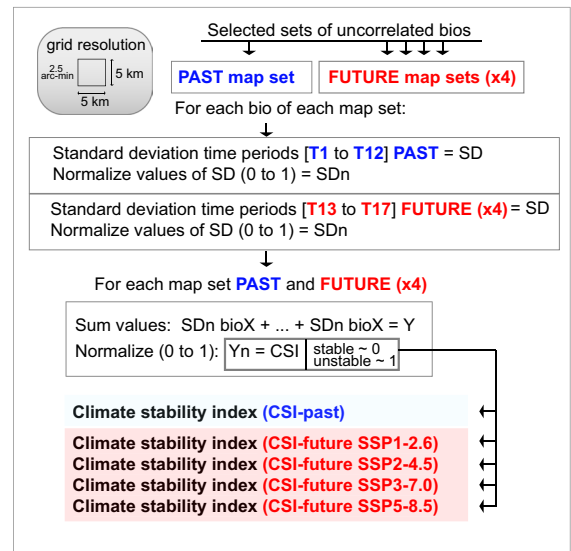 Selected sets of uncorrelated bios
grid resolution
2.5
arc-min
5 km
5 km
PAST map set
FUTURE map sets (x4)
For each bio of each map set:
Standard deviation time periods [T1 to T12] PAST = SD
Normalize values of SD (0 to 1) = SDn
Standard deviation time periods [T13 to T17] FUTURE (x4) = SD
Normalize values of SD (0 to 1) = SDn
For each map set PAST and FUTURE (x4)
Sum values: SDn bioX + ... + SDn bioX = Y
Normalize (0 to 1): Yn = CSI
stable ~ 0
unstable ~ 1
Climate stability index (CSI-past)
Climate stability index (CSI-future SSP1-2.6)
Climate stability index (CSI-future SSP2-4.5)
Climate stability index (CSI-future SSP3-7.0)
Climate stability index (CSI-future SSP5-8.5)